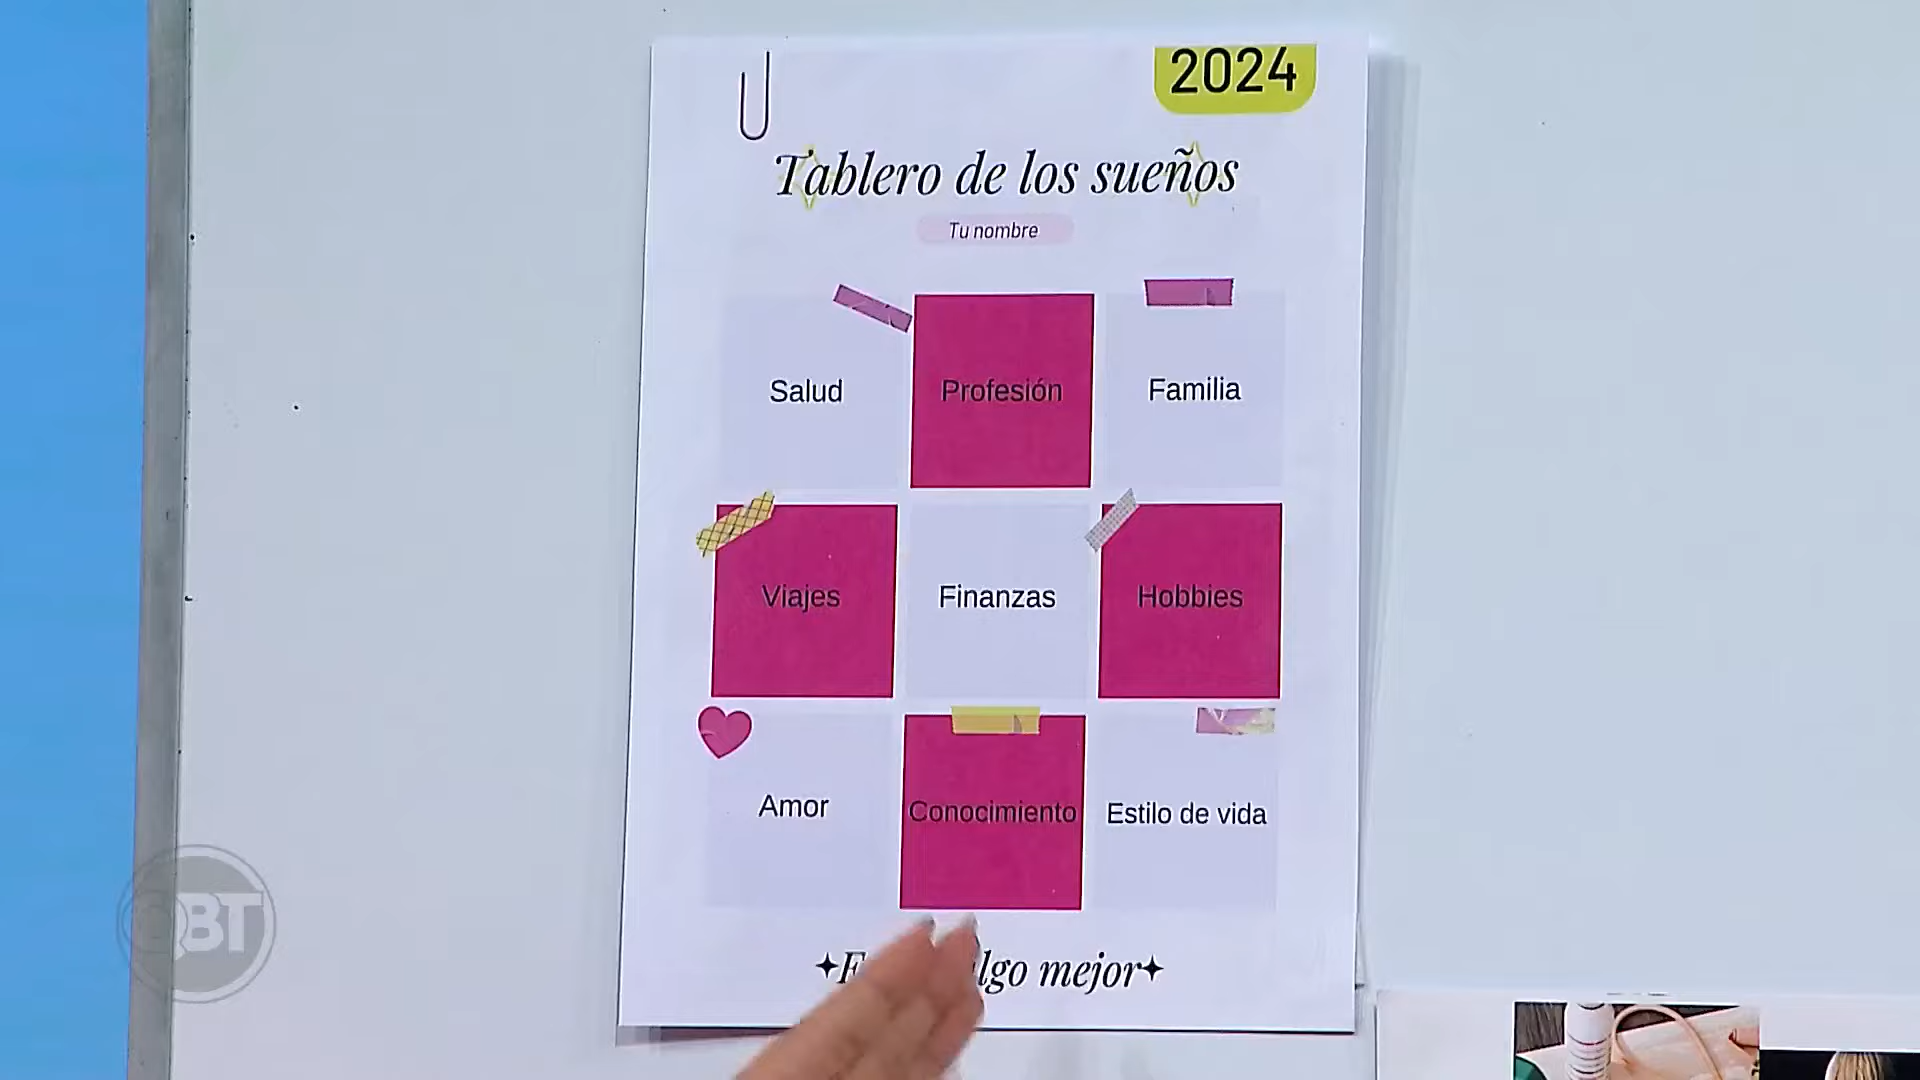 2024
Tablero de los sueños
Tu nombre
Salud
Profesión
Familia
Viajes
Finanzas
Hobbies
Amor
Conocimiento
Estilo de vida
mejor
BT